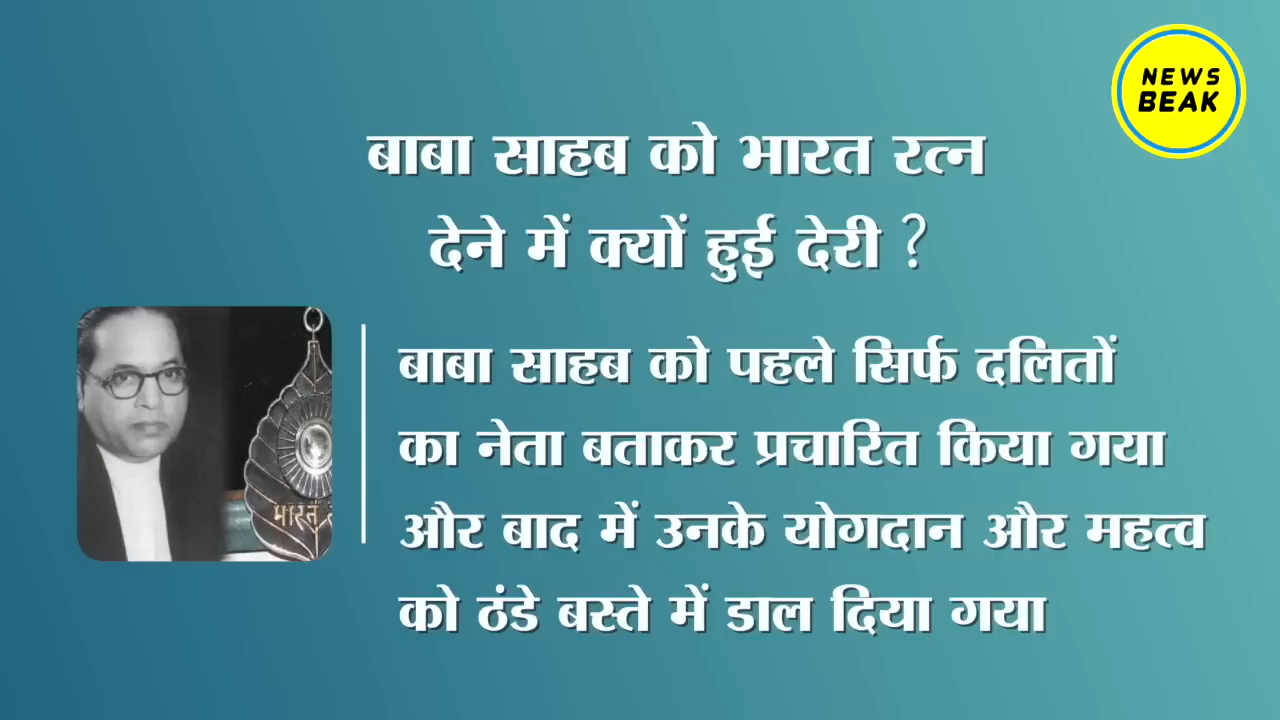 NEWS
BEAK
बाबा साहब को भारत रत्न
देने में क्यों हुई देरी ?
बाबा साहब को पहले सिर्फ दलितों
का नेता बताकर प्रचारित किया गया
और बाद में उनके योगदान और महत्व
को ठंडे बस्ते में डाल दिया गया
भारत